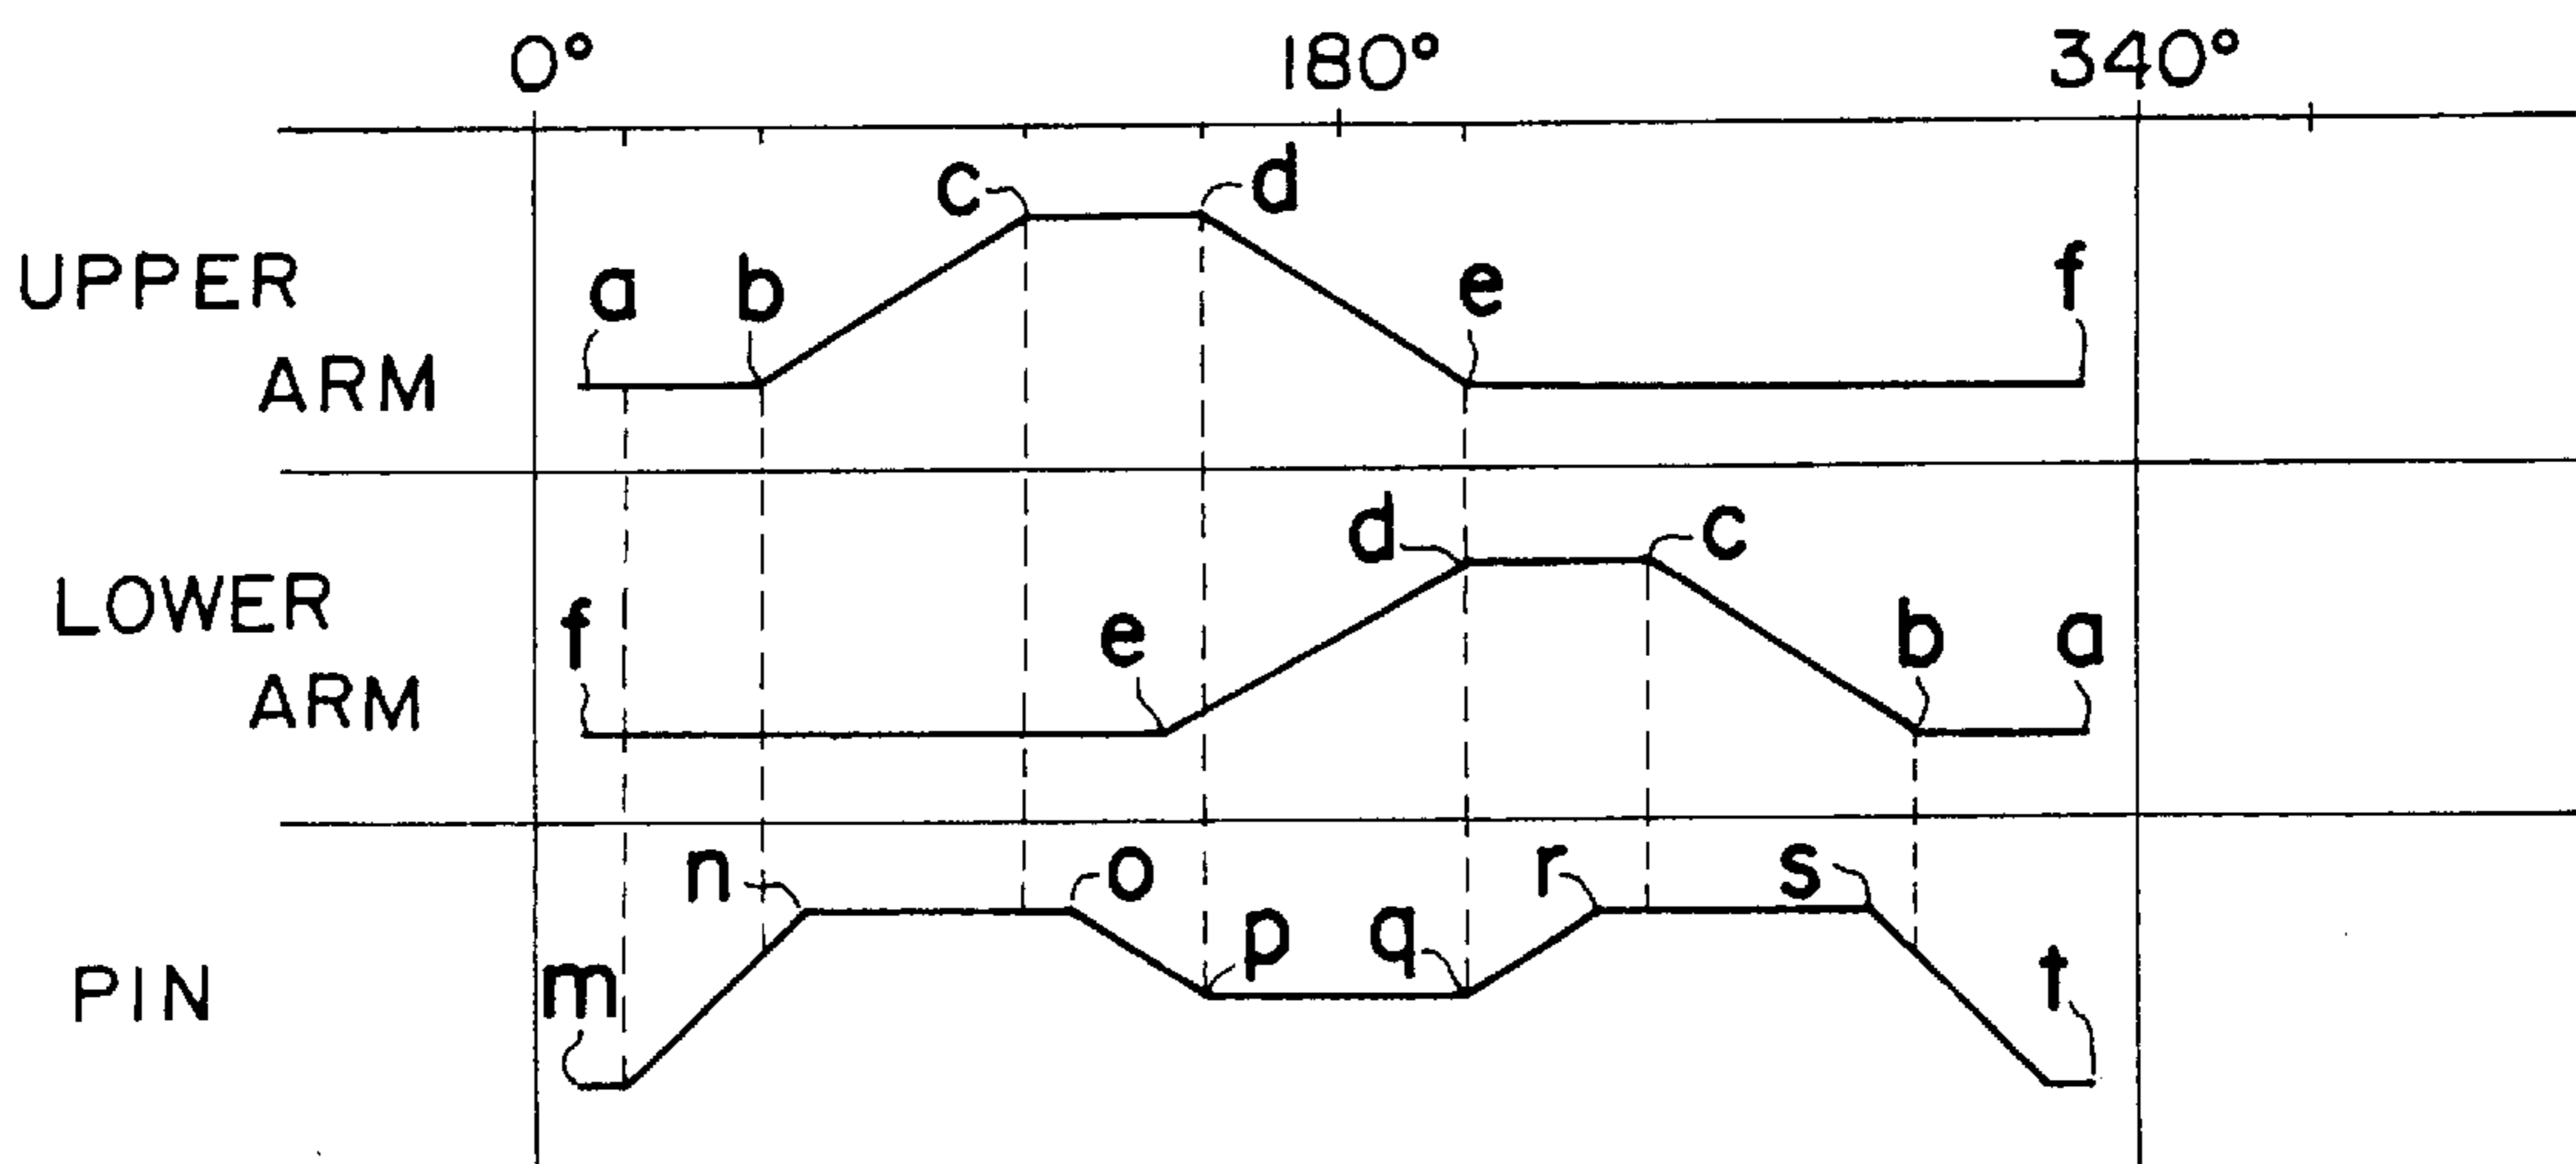 0° 180° 340°
c d
UPPER a b e f
ARM
d c
LOWER f e b a
ARM
n o r s
PIN m p q t